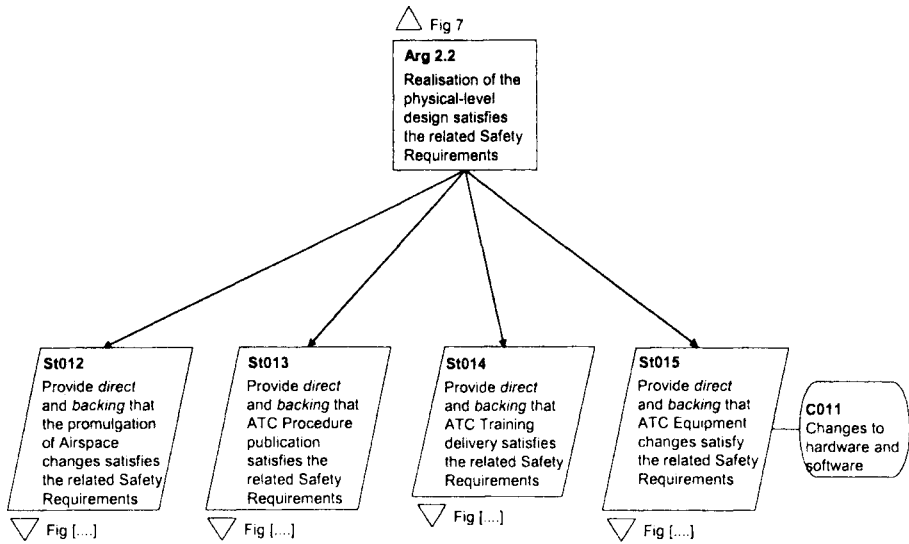 Fig 7
Arg 2.2
Realisation of the
physical-level
design satisfies
the related Safety
Requirements
St012
Provide direct
and backing that
the promulgation
of Airspace
changes satisfies
the related Safety
Requirements
Fig [....]
St013
Provide direct
and backing that
ATC Procedure
publication
satisfies the
related Safety
Requirements
Fig [....]
St014
Provide direct
and backing that
ATC Training
delivery satisfies
the related Safety
Requirements
Fig [....]
St015
Provide direct
and backing that
ATC Equipment
changes satisfy
the related Safety
Requirements
Fig [....]
C011
Changes to
hardware and
software